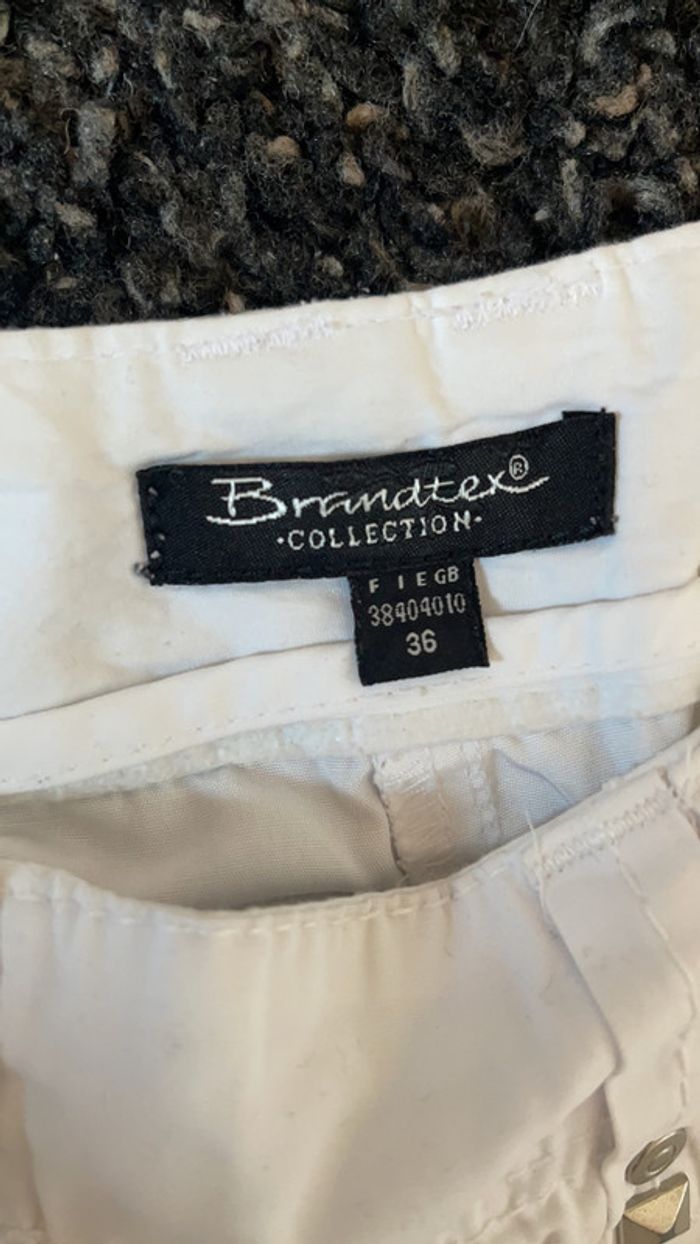 Brandtex®
·COLLECTION·
F I E GB
38404010
36